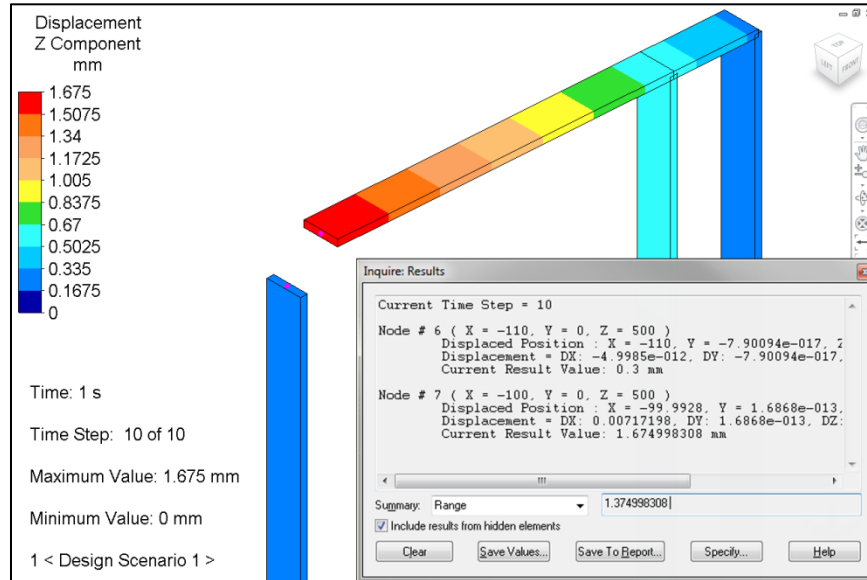 Displacement
Z Component
mm
1.675
1.5075
1.34
1.1725
1.005
0.8375
0.67
0.5025
0.335
0.1675
0
TOP
LEFT
FRONT
Time: 1 s
Time Step: 10 of 10
Maximum Value: 1.675 mm
Minimum Value: 0 mm
1 < Design Scenario 1 >
Inquire: Results
Current Time Step = 10
Node # 6 ( X = -110, Y = 0, Z = 500 )
Displaced Position : X = -110, Y = -7.90094e-017, Z
Displacement = DX: -4.9985e-012, DY: -7.90094e-017,
Current Result Value: 0.3 mm
Node # 7 ( X = -100, Y = 0, Z = 500 )
Displaced Position : X = -99.9928, Y = 1.6868e-013,
Displacement = DX: 0.00717198, DY: 1.6868e-013, DZ:
Current Result Value: 1.674998308 mm
Summary: Range 1.374998308
Include results from hidden elements
Clear Save Values... Save To Report... Specify... Help